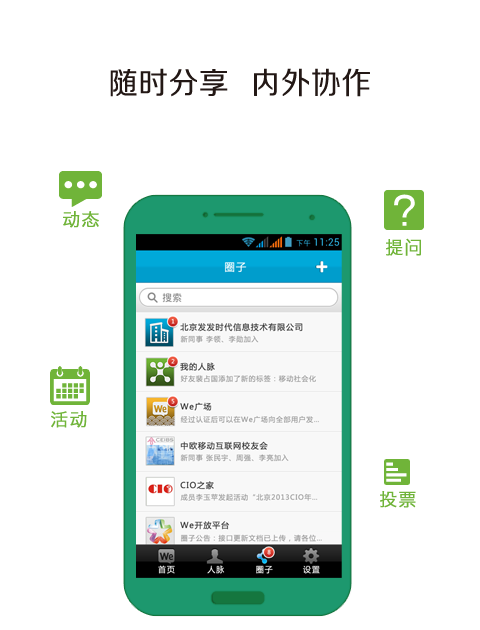 随时分享 内外协作
动态
提问
活动
投票
下午 11:25
圈子
搜索
1
北京发发时代信息技术有限公司
新同事 李领、李励加入
2
我的人脉
好友裴占国添加了新的标签：移动社会化
5
We
We广场
经过认证后可以在We广场向全部用户发...
CEIBS
中欧移动互联网校友会
新同事 张民宇、周强、李亮加入
CIO
CIO之家
成员李玉苹发起活动“北京2013CIO年...
We开放平台
圈子公告：接口更新文档已上传，请各位...
We
8
首页 人脉 圈子 设置